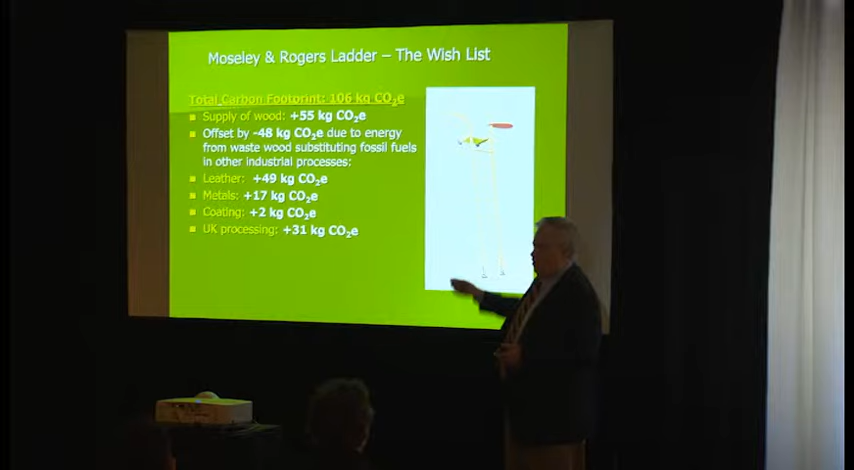 Moseley & Rogers Ladder – The Wish List
Total Carbon Footprint: 106 kg CO₂e
Supply of wood: +55 kg CO₂e
Offset by -48 kg CO₂e due to energy
from waste wood substituting fossil fuels
in other industrial processes:
Leather: +49 kg CO₂e
Metals: +17 kg CO₂e
Coating: +2 kg CO₂e
UK processing: +31 kg CO₂e